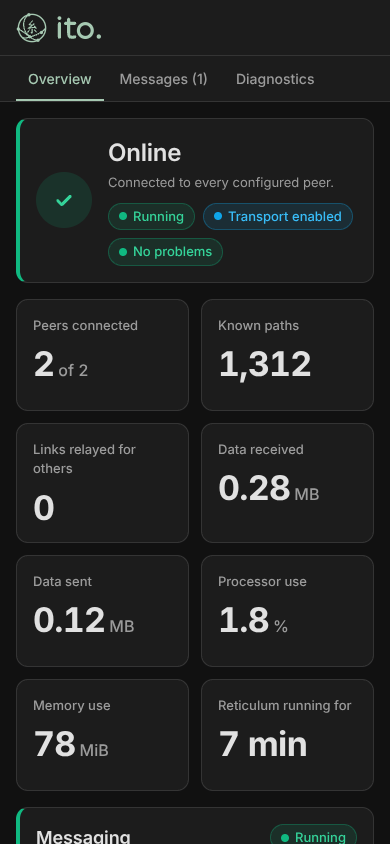 ito.
Overview
Messages (1)
Diagnostics
Online
Connected to every configured peer.
Running
Transport enabled
No problems
Peers connected
2 of 2
Known paths
1,312
Links relayed for
others
0
Data received
0.28 MB
Data sent
0.12 MB
Processor use
1.8 %
Memory use
78 MiB
Reticulum running for
7 min
Messaging
Running